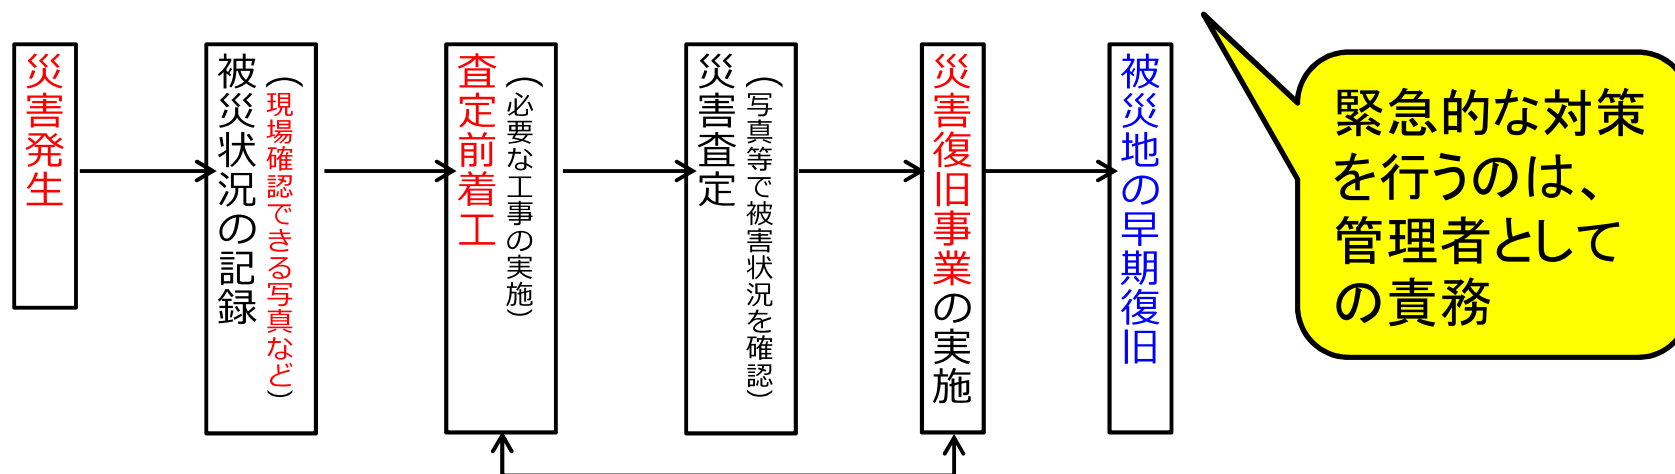 災害発生
被災状況の記録
（現場確認できる写真など）
査定前着工
（必要な工事の実施）
災害査定
（写真等で被害状況を確認）
災害復旧事業の実施
被災地の早期復旧
緊急的な対策
を行うのは、
管理者として
の責務